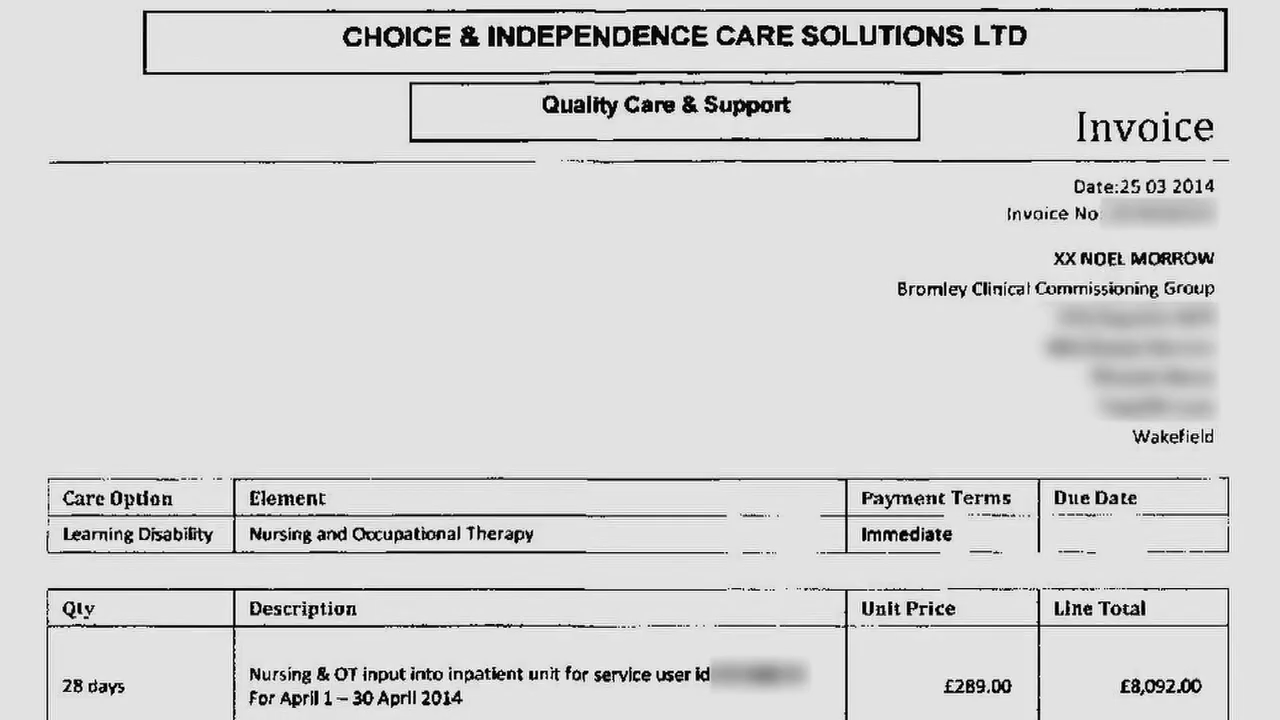 CHOICE & INDEPENDENCE CARE SOLUTIONS LTD
Quality Care & Support
Invoice
Date:25 03 2014
Invoice No
XX NOEL MORROW
Bromley Clinical Commissioning Group
Wakefield
Care Option Element Payment Terms Due Date
Learning Disability Nursing and Occupational Therapy Immediate
Qty Description Unit Price Line Total
Nursing & OT input into inpatient unit for service user id
28 days £289.00 £8,092.00
For April 1 – 30 April 2014